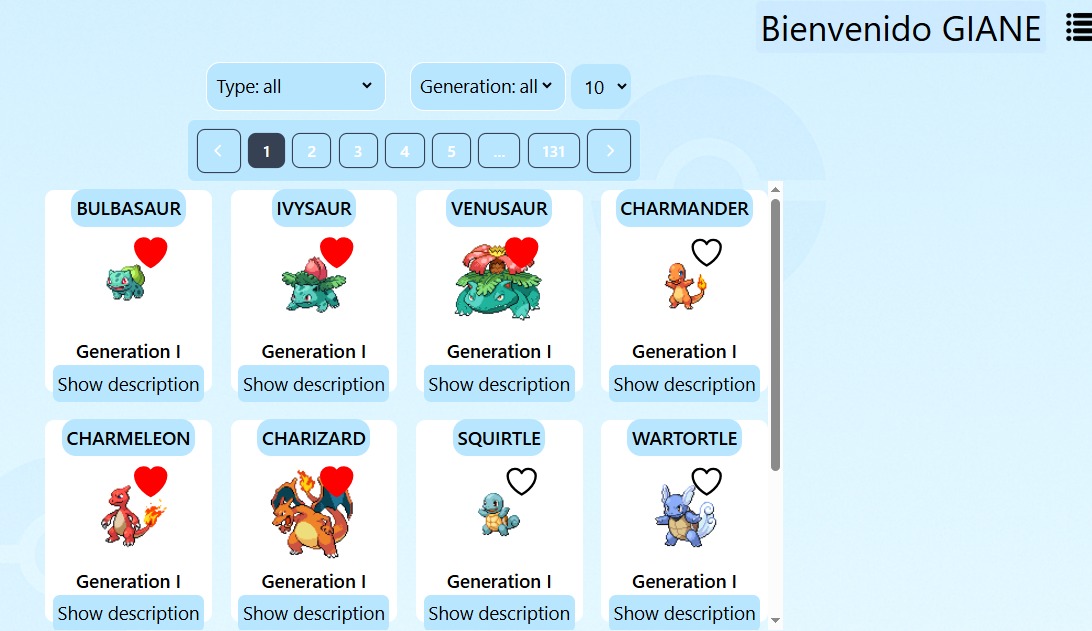 Bienvenido GIANE
Type: all Generation: all 10
< 1 2 3 4 5 ... 131 >
BULBASAUR IVYSAUR VENUSAUR CHARMANDER
Generation I Generation I Generation I Generation I
Show description Show description Show description Show description
CHARMELEON CHARIZARD SQUIRTLE WARTORTLE
Generation I Generation I Generation I Generation I
Show description Show description Show description Show description